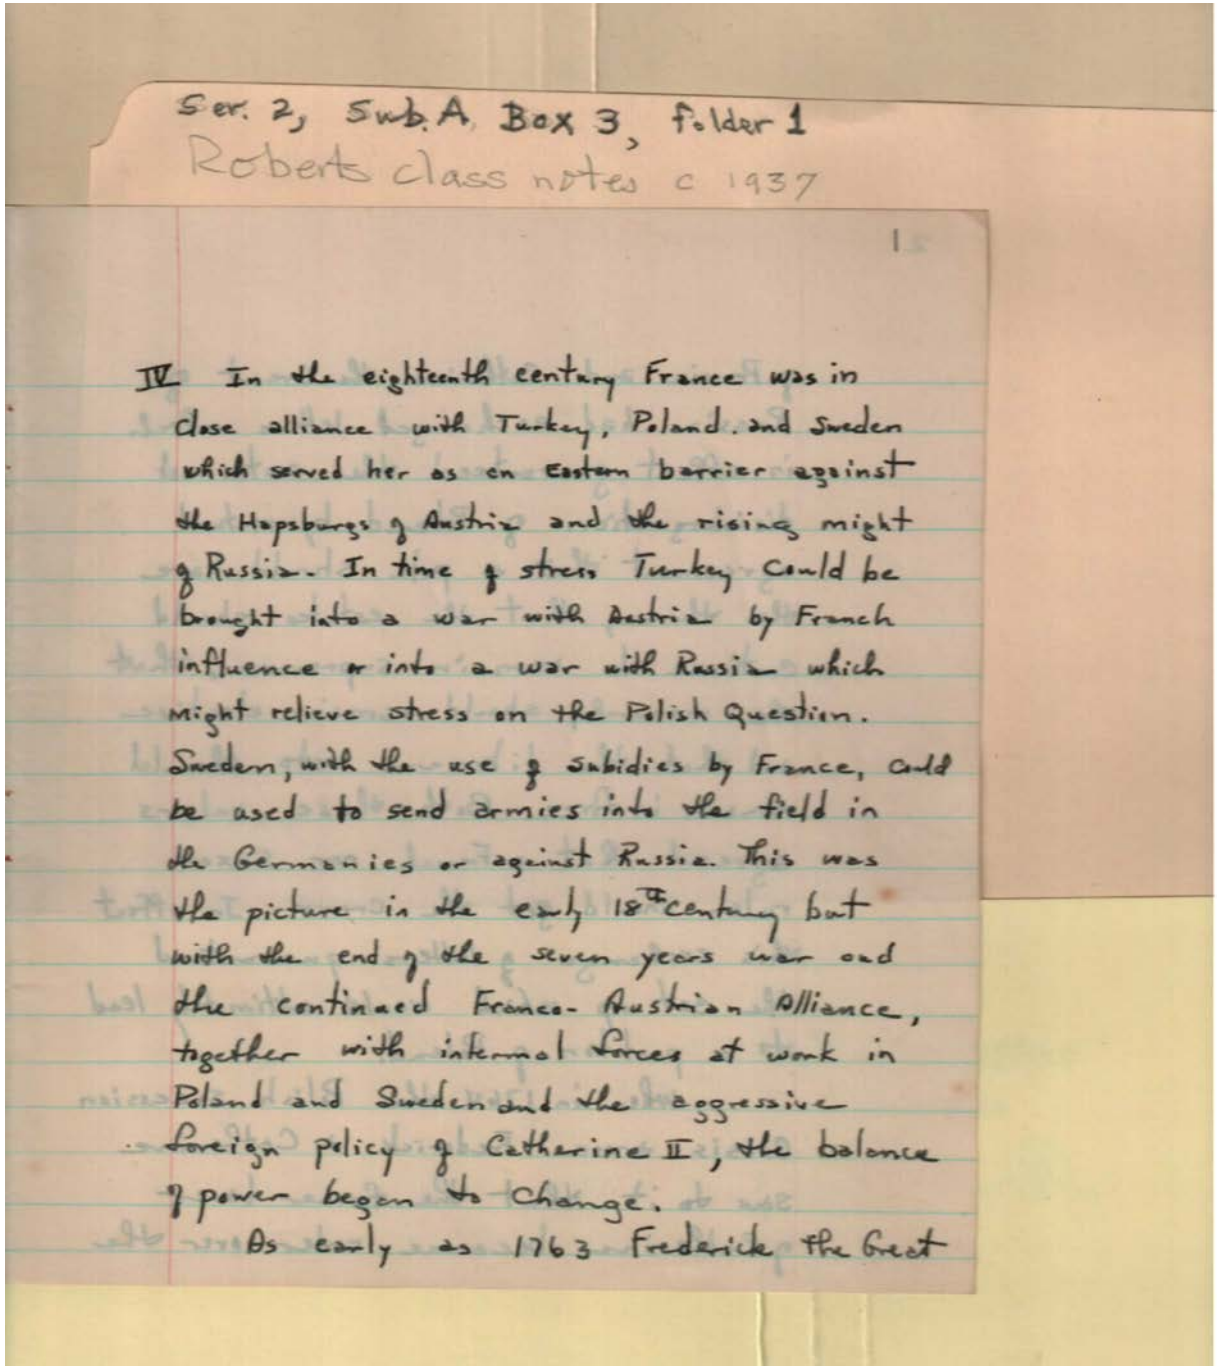 Ser. 2, Sub. A, Box 3, folder 1
Roberts class notes c 1937
1
IV In the eighteenth century France was in
close alliance with Turkey, Poland, and Sweden
which served her as an Eastern barrier against
the Hapsburgs of Austria and the rising might
of Russia. In time of stress Turkey could be
brought into a war with Austria by French
influence or into a war with Russia which
might relieve stress on the Polish Question.
Sweden, with the use of subidies by France, could
be used to send armies into the field in
the Germanies or against Russia. This was
the picture in the early 18th century but
with the end of the seven years war and
the continued Franco-Austrian Alliance,
together with internal forces at work in
Poland and Sweden and the aggressive
foreign policy of Catherine II, the balance
of power began to change.
As early as 1763 Frederick the Great